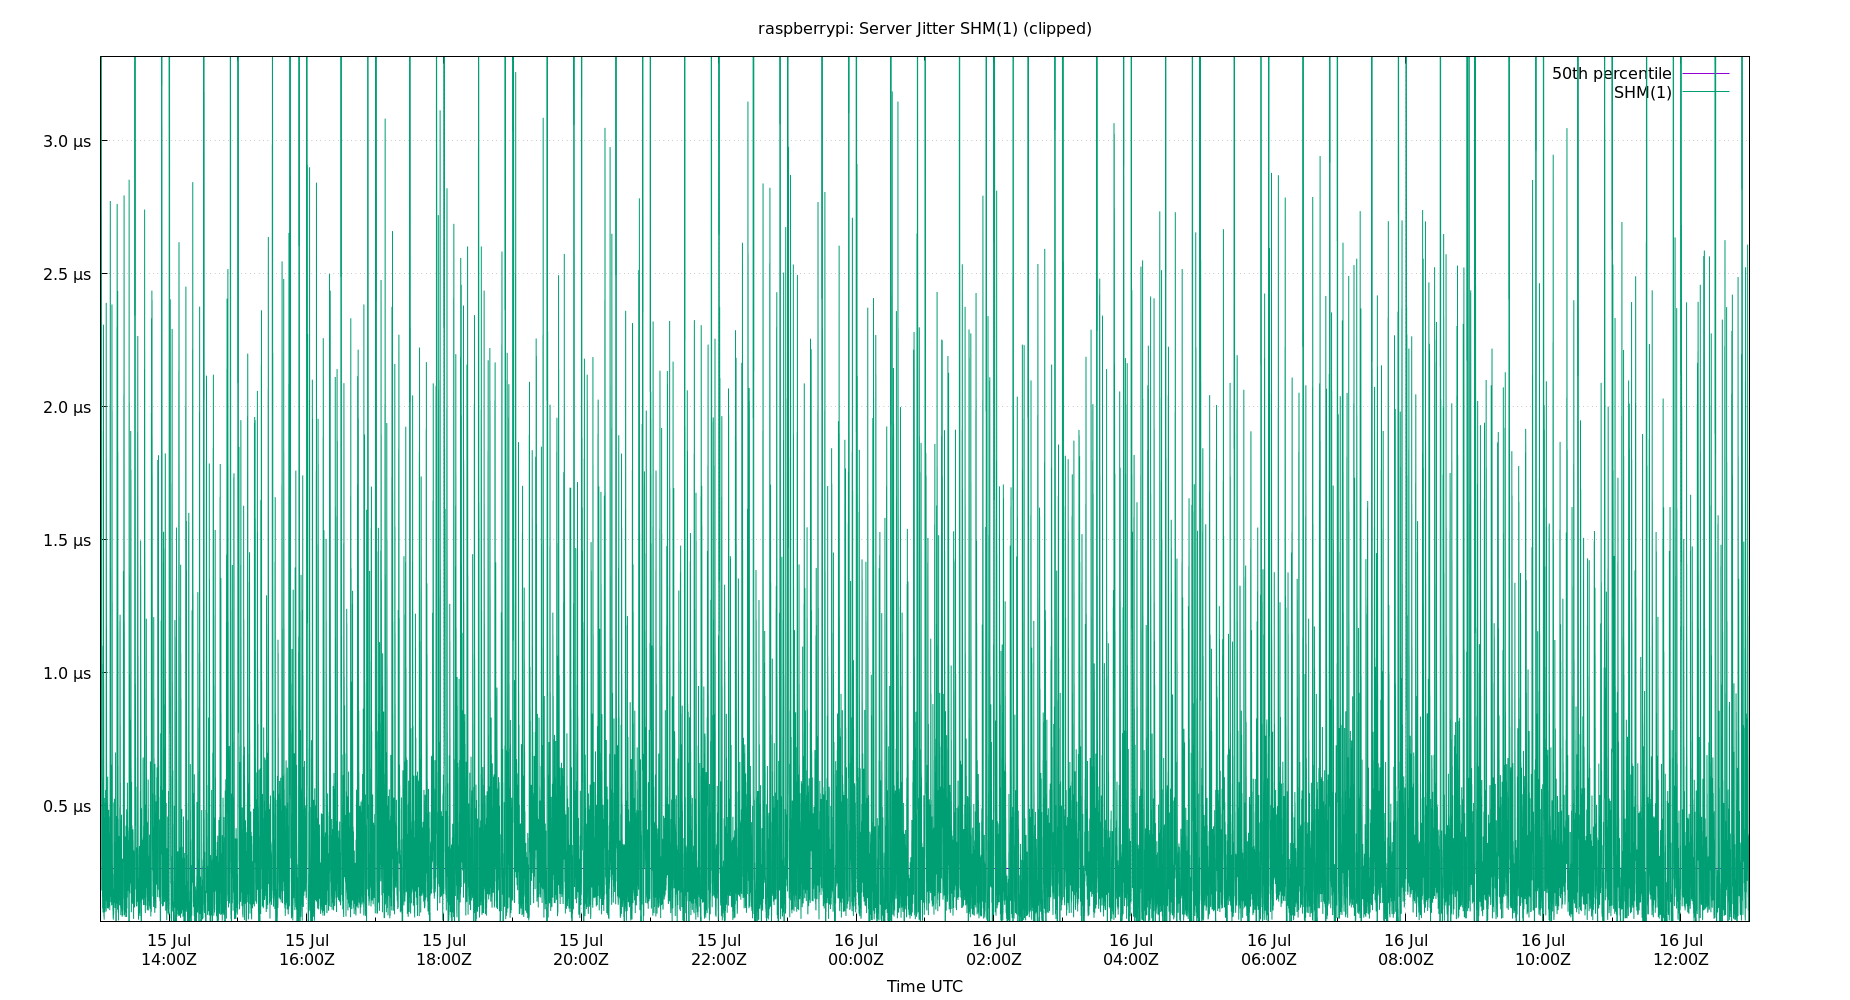 raspberrypi: Server Jitter SHM(1) (clipped)
50th percentile
SHM(1)
3.0 µs
2.5 µs
2.0 µs
1.5 µs
1.0 µs
0.5 µs
15 Jul 15 Jul 15 Jul 15 Jul 15 Jul 16 Jul 16 Jul 16 Jul 16 Jul 16 Jul 16 Jul 16 Jul
14:00Z 16:00Z 18:00Z 20:00Z 22:00Z 00:00Z 02:00Z 04:00Z 06:00Z 08:00Z 10:00Z 12:00Z
Time UTC